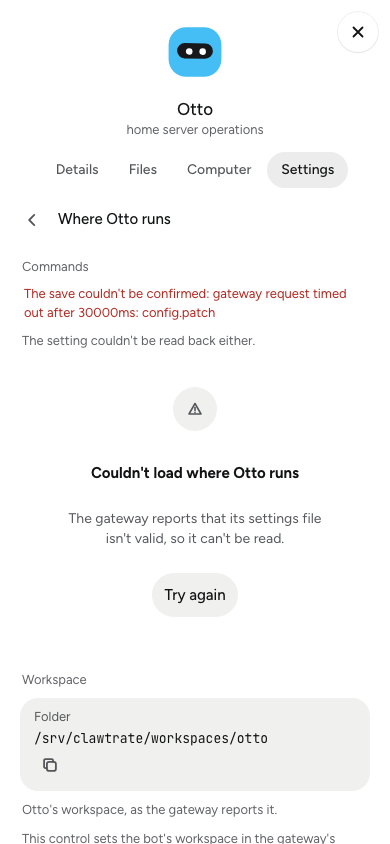 Otto
home server operations
Details Files Computer Settings
Where Otto runs
Commands
The save couldn't be confirmed: gateway request timed
out after 30000ms: config.patch
The setting couldn't be read back either.
Couldn't load where Otto runs
The gateway reports that its settings file
isn't valid, so it can't be read.
Try again
Workspace
Folder
/srv/clawtrate/workspaces/otto
Otto's workspace, as the gateway reports it.
This control sets the bot's workspace in the gateway's